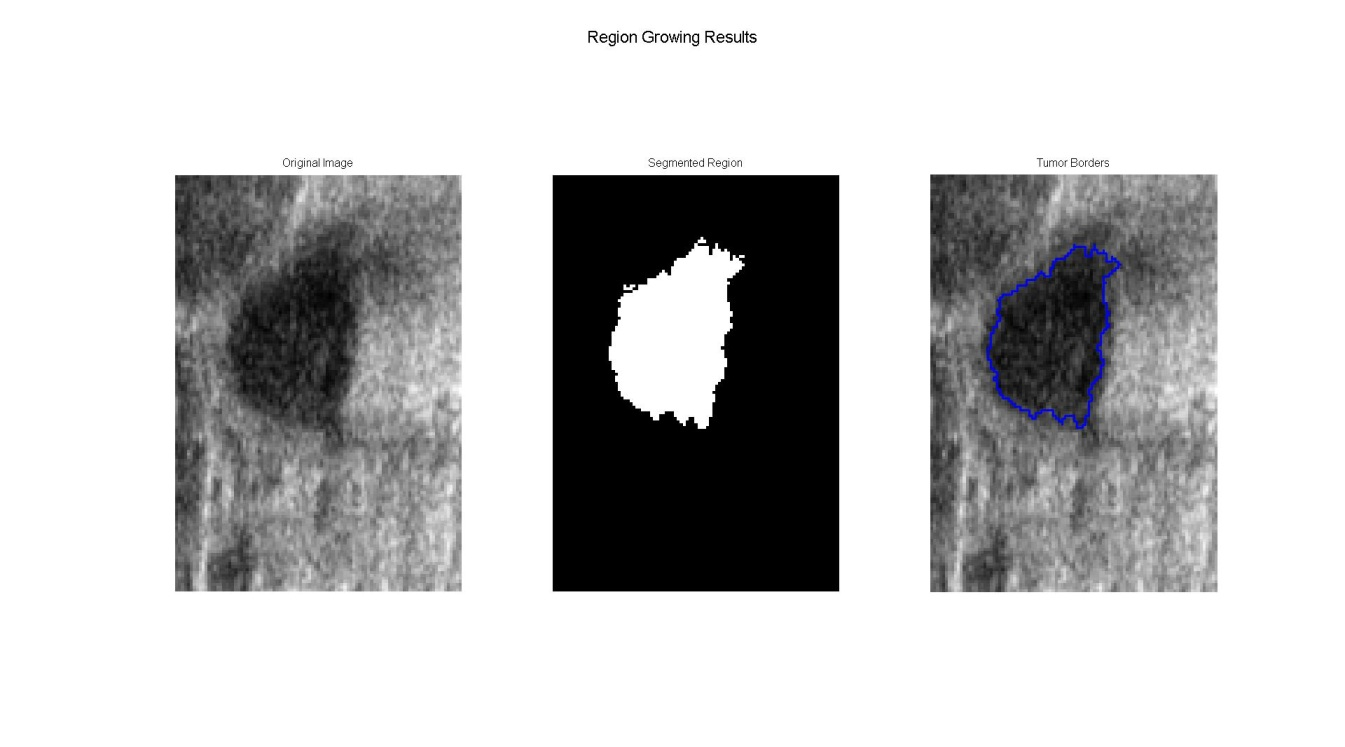 Region Growing Results
Original Image
Segmented Region
Tumor Borders